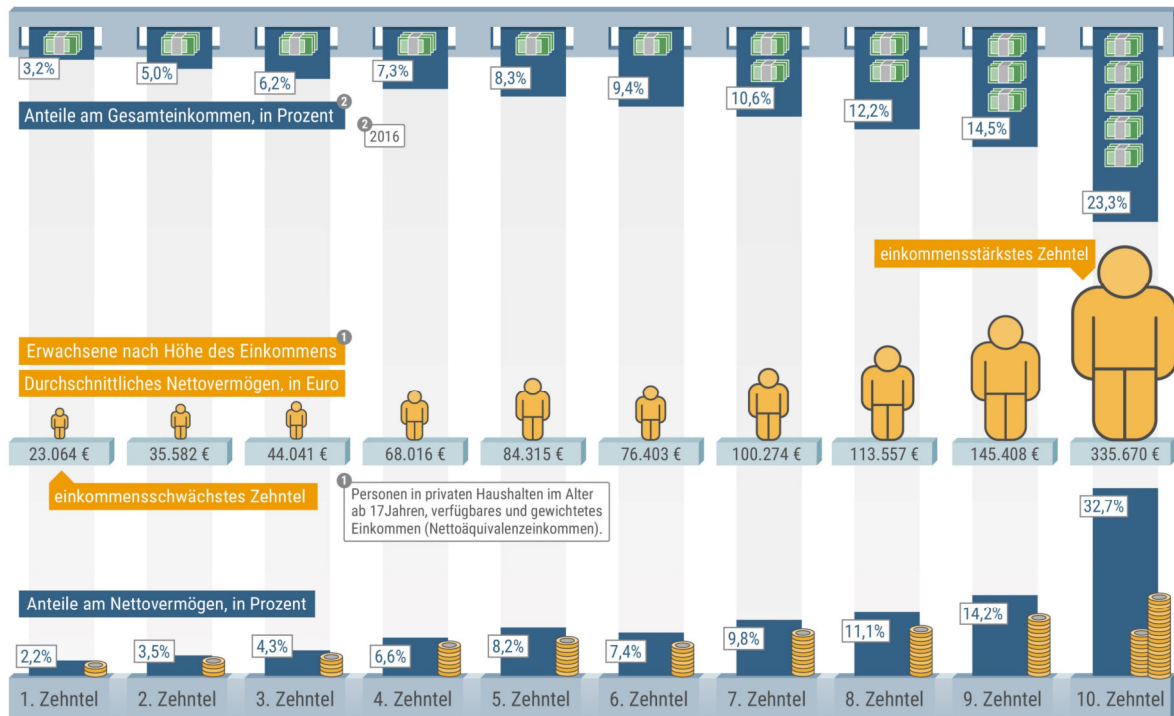 3,2%
5,0%
6,2%
7,3%
8,3%
9,4%
10,6%
12,2%
14,5%
23,3%
Anteile am Gesamteinkommen, in Prozent 2
2
2016
einkommensstärkstes Zehntel
Erwachsene nach Höhe des Einkommens 1
Durchschnittliches Nettovermögen, in Euro
23.064 €
35.582 €
44.041 €
68.016 €
84.315 €
76.403 €
100.274 €
113.557 €
145.408 €
335.670 €
einkommensschwächstes Zehntel
1
Personen in privaten Haushalten im Alter
ab 17Jahren, verfügbares und gewichtetes
Einkommen (Nettoäquivalenzeinkommen).
Anteile am Nettovermögen, in Prozent
2,2%
3,5%
4,3%
6,6%
8,2%
7,4%
9,8%
11,1%
14,2%
32,7%
1. Zehntel
2. Zehntel
3. Zehntel
4. Zehntel
5. Zehntel
6. Zehntel
7. Zehntel
8. Zehntel
9. Zehntel
10. Zehntel